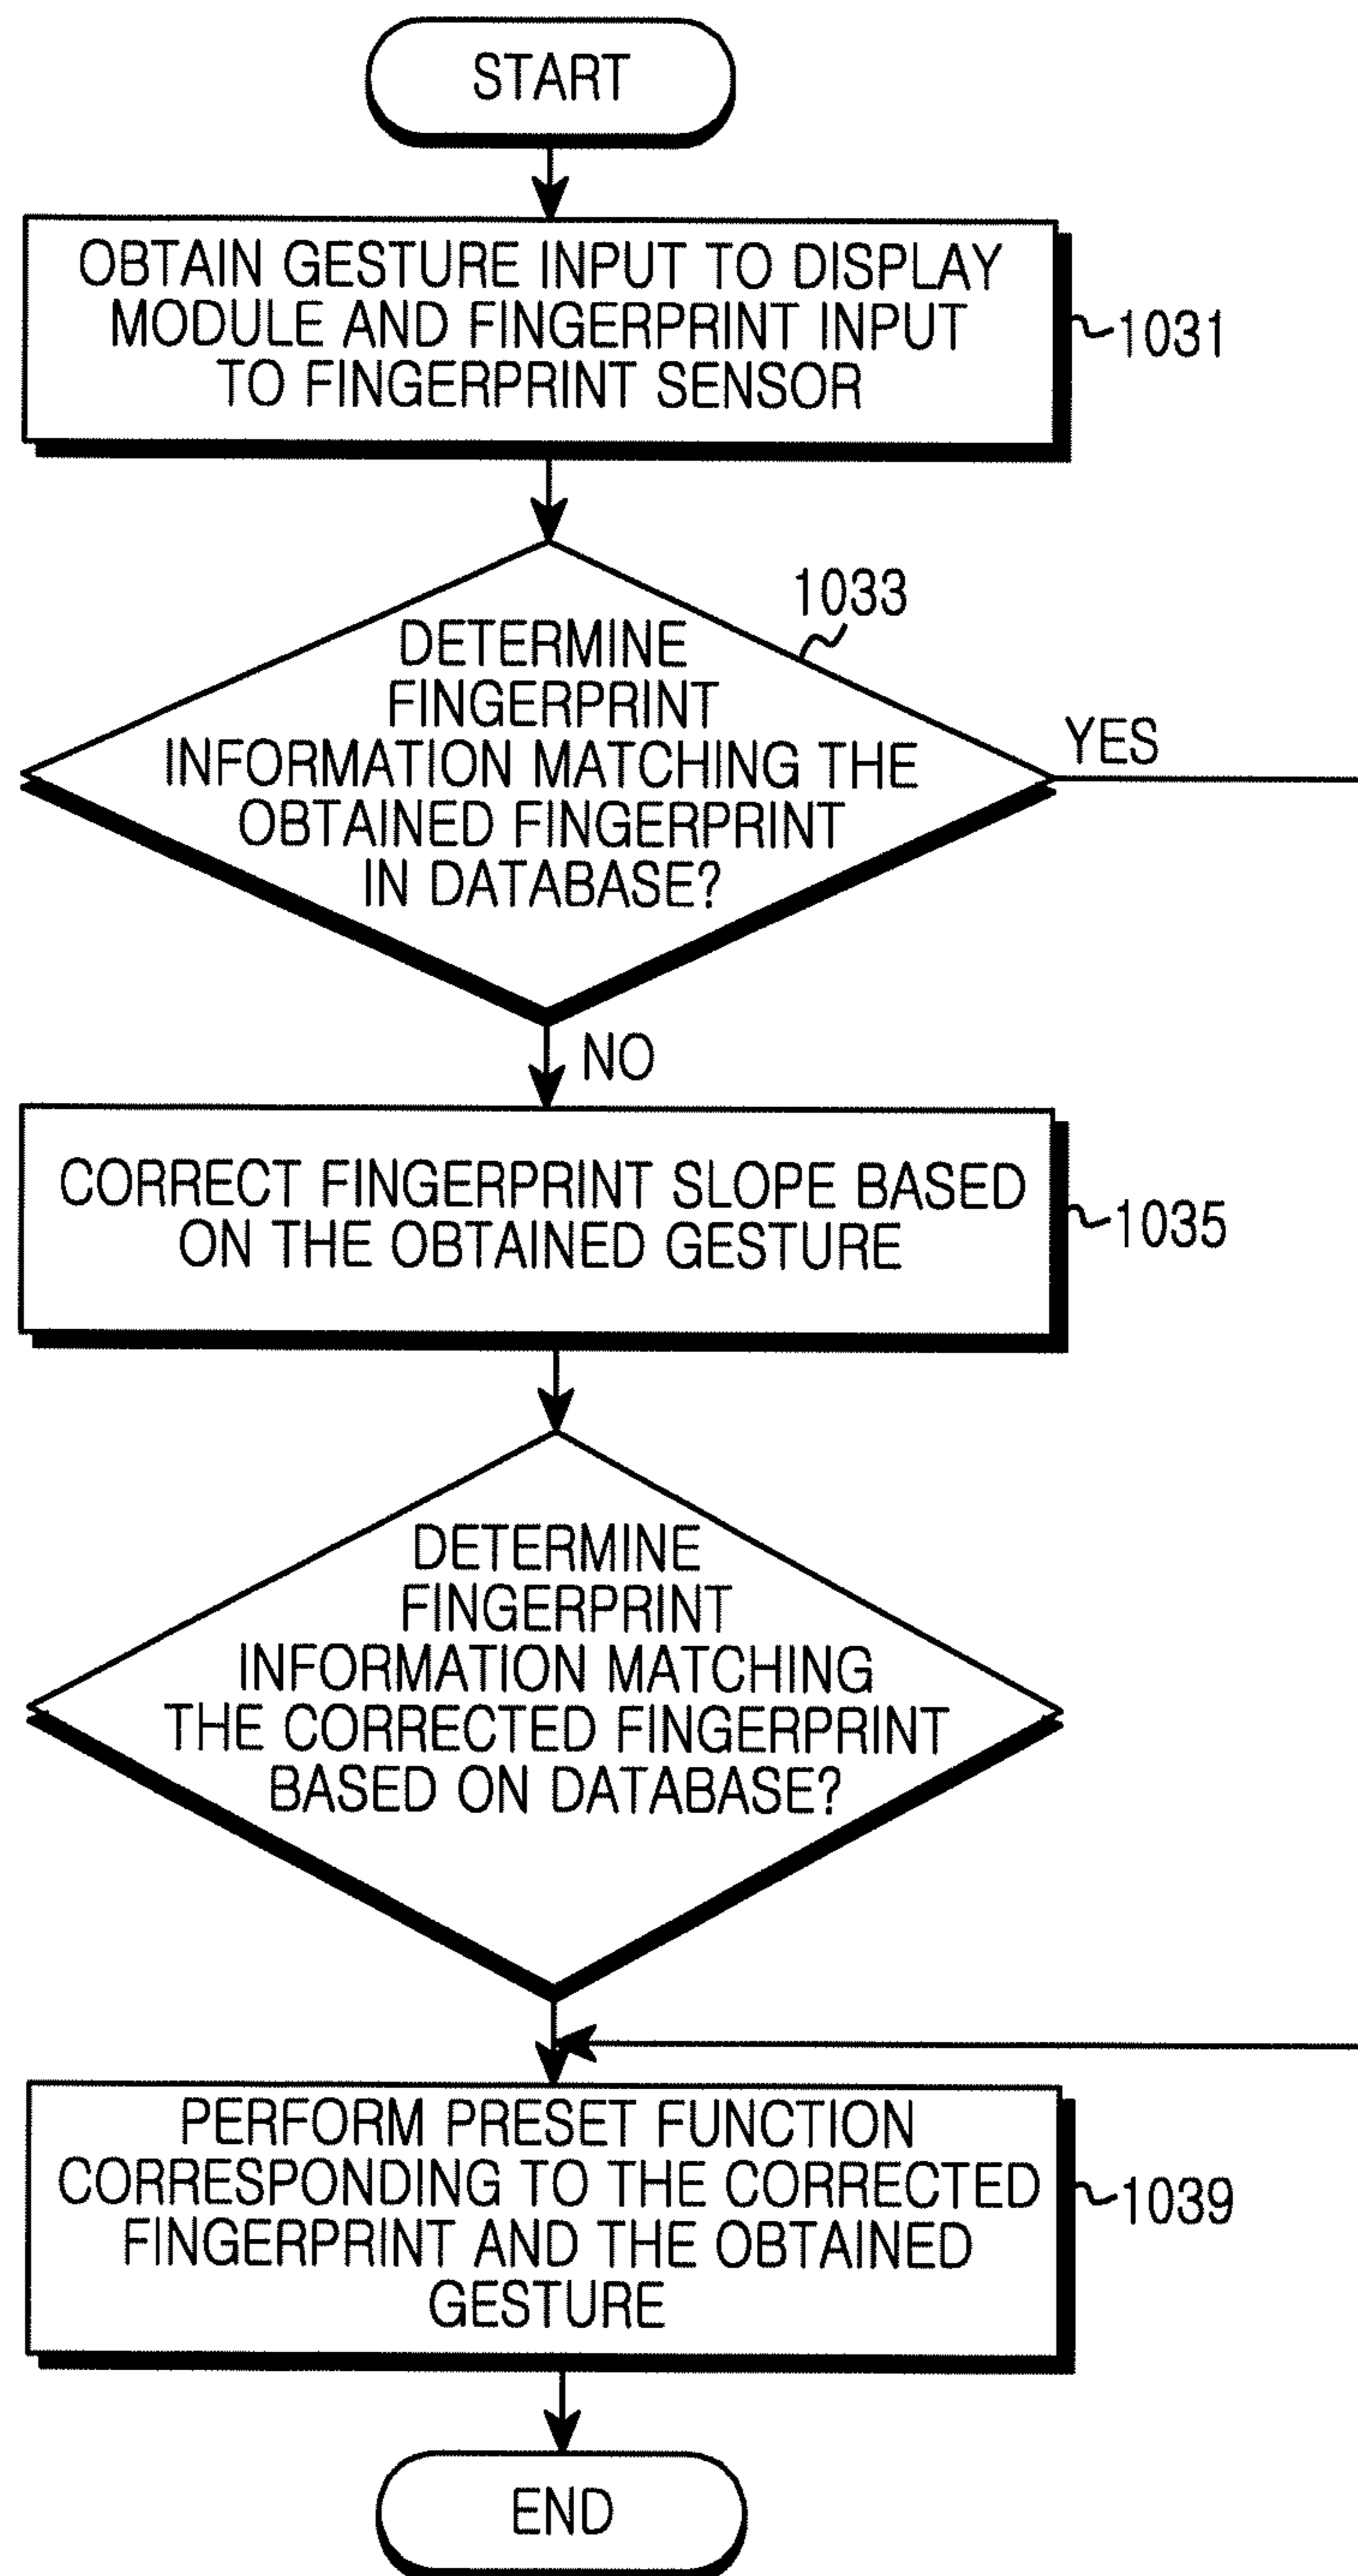 START
OBTAIN GESTURE INPUT TO DISPLAY
MODULE AND FINGERPRINT INPUT
TO FINGERPRINT SENSOR
1031
1033
DETERMINE
FINGERPRINT
INFORMATION MATCHING THE
OBTAINED FINGERPRINT
IN DATABASE?
YES
NO
CORRECT FINGERPRINT SLOPE BASED
ON THE OBTAINED GESTURE
1035
DETERMINE
FINGERPRINT
INFORMATION MATCHING
THE CORRECTED FINGERPRINT
BASED ON DATABASE?
PERFORM PRESET FUNCTION
CORRESPONDING TO THE CORRECTED
FINGERPRINT AND THE OBTAINED
GESTURE
1039
END